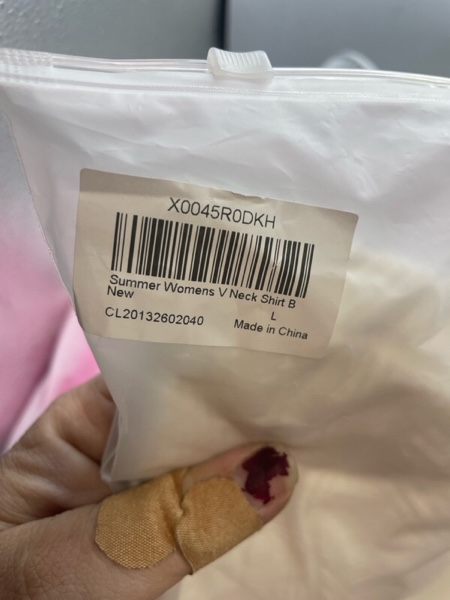 X0045R0DKH
Summer Womens V Neck Shirt B
New
L
CL20132602040
Made in China